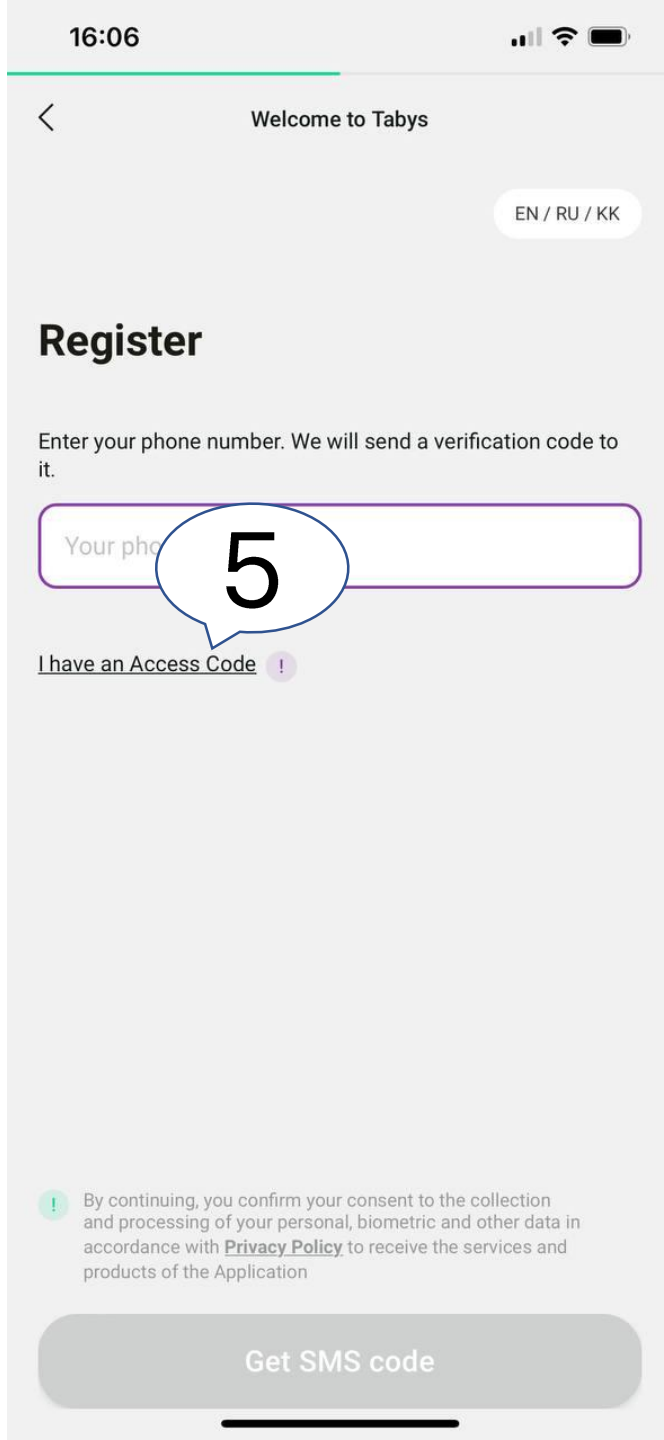 16:06
Welcome to Tabys
EN / RU / KK
Register
Enter your phone number. We will send a verification code to
it.
Your
5
I have an Access Code !
! By continuing, you confirm your consent to the collection
and processing of your personal, biometric and other data in
accordance with Privacy Policy to receive the services and
products of the Application
Get SMS code